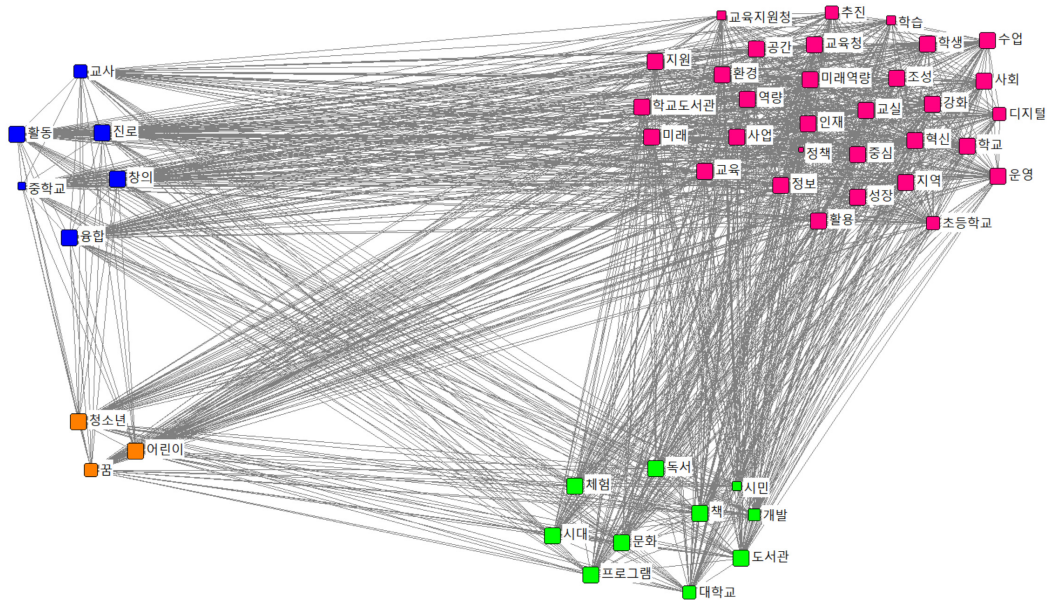 교육지원청
추진
학습
공간
교육청
학생
수업
지원
환경
미래역량
조성
사회
학교도서관
역량
교실
강화
디지털
미래
사업
인재
정책
중심
혁신
학교
교육
정보
지역
운영
성장
활용
초등학교
교사
활동
진로
중학교
창의
융합
청소년
어린이
꿈
독서
체험
시민
책
개발
시대
문화
도서관
프로그램
대학교